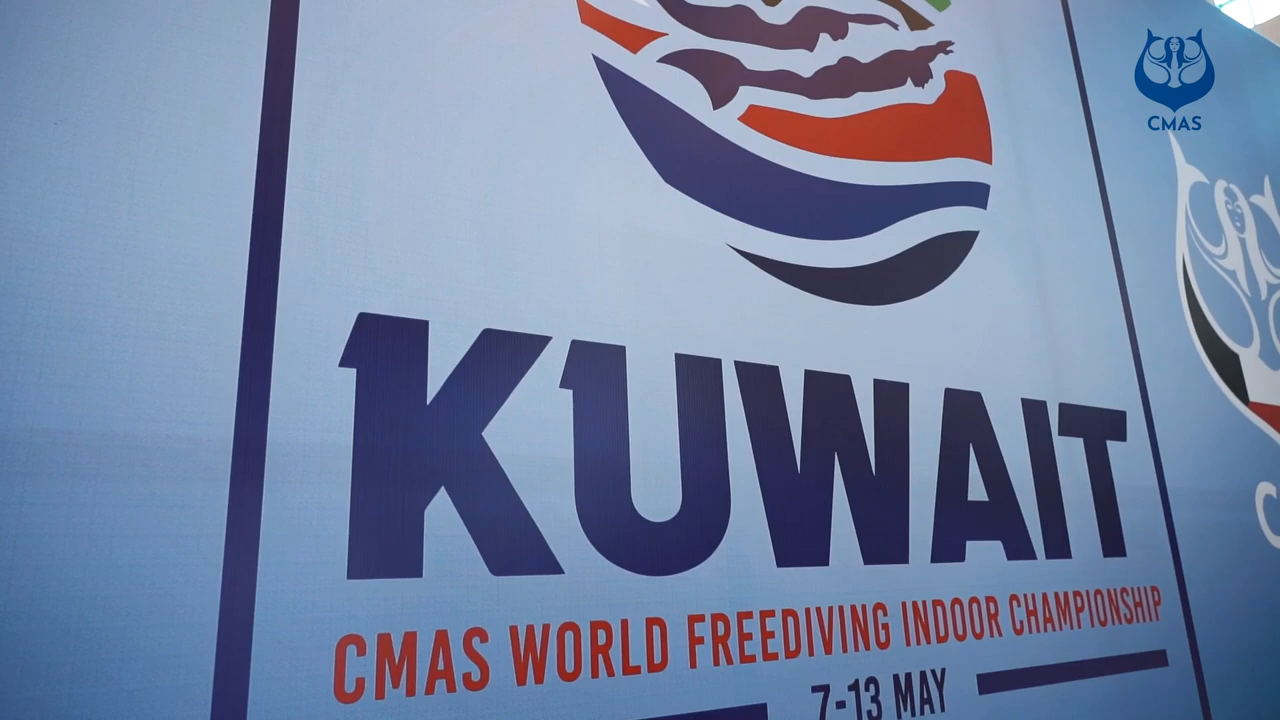 CMAS
KUWAIT
CMAS WORLD FREEDIVING INDOOR CHAMPIONSHIP
7-13 MAY